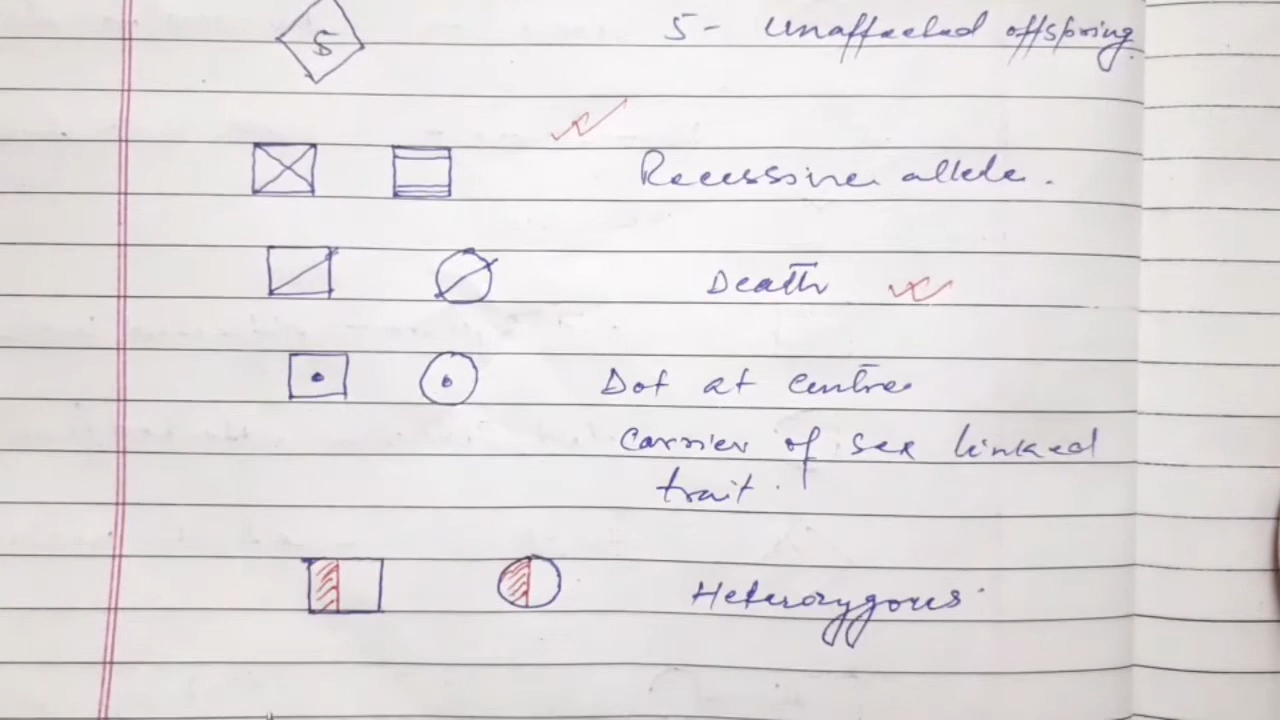 5 5- unaffected offspring
Recessive allele.
Death
Dot at centre
Carrier of sex linked
trait.
Heterozygous